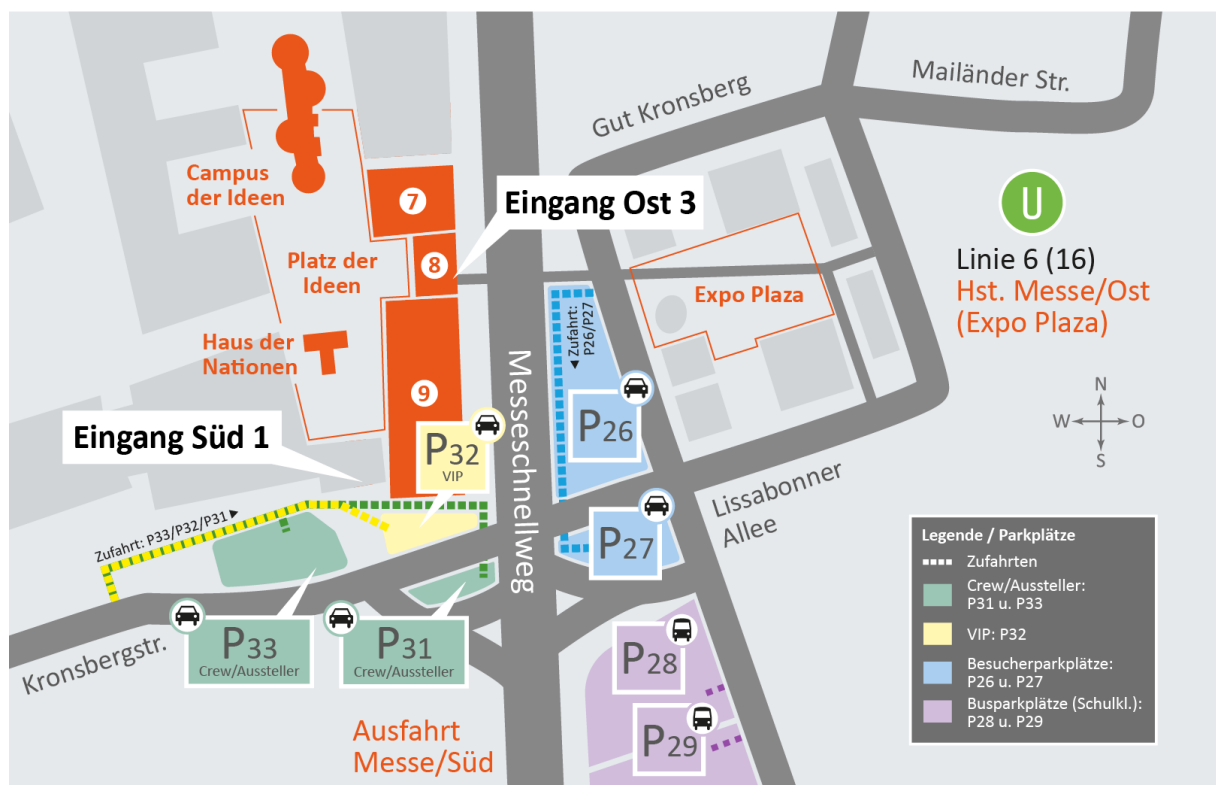 Mailänder Str.
Gut Kronsberg
Campus
der Ideen
7
Eingang Ost 3
8
Platz der
Ideen
Expo Plaza
U
Linie 6 (16)
Hst. Messe/Ost
(Expo Plaza)
Haus der
Nationen
◄ Zufahrt:
P26/P27
Messeschnellweg
9
P26
N
W
O
S
Eingang Süd 1
P32
VIP
Lissabonner
Allee
Zufahrt: P33/P32/P31 ►
P27
Legende / Parkplätze
Zufahrten
Crew/Aussteller:
P31 u. P33
VIP: P32
Besucherparkplätze:
P26 u. P27
Busparkplätze (Schulkl.):
P28 u. P29
Kronsbergstr.
P33
Crew/Aussteller
P31
Crew/Aussteller
P28
P29
Ausfahrt
Messe/Süd